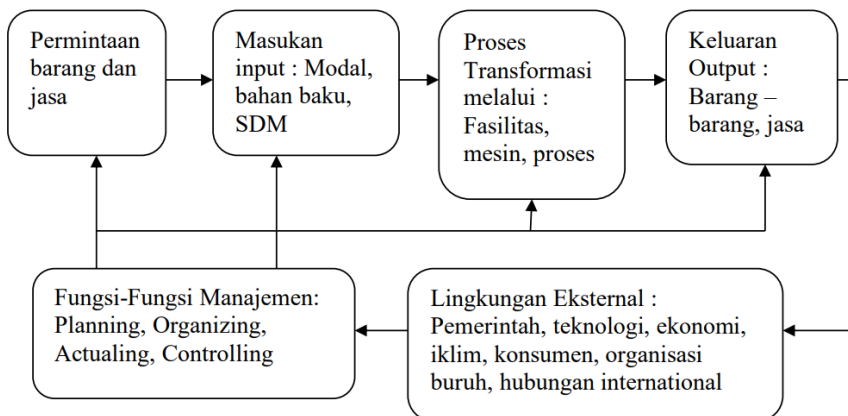 Permintaan
barang dan
jasa
Masukan
input : Modal,
bahan baku,
SDM
Proses
Transformasi
melalui :
Fasilitas,
mesin, proses
Keluaran
Output :
Barang –
barang, jasa
Fungsi-Fungsi Manajemen:
Planning, Organizing,
Actualing, Controlling
Lingkungan Eksternal :
Pemerintah, teknologi, ekonomi,
iklim, konsumen, organisasi
buruh, hubungan international